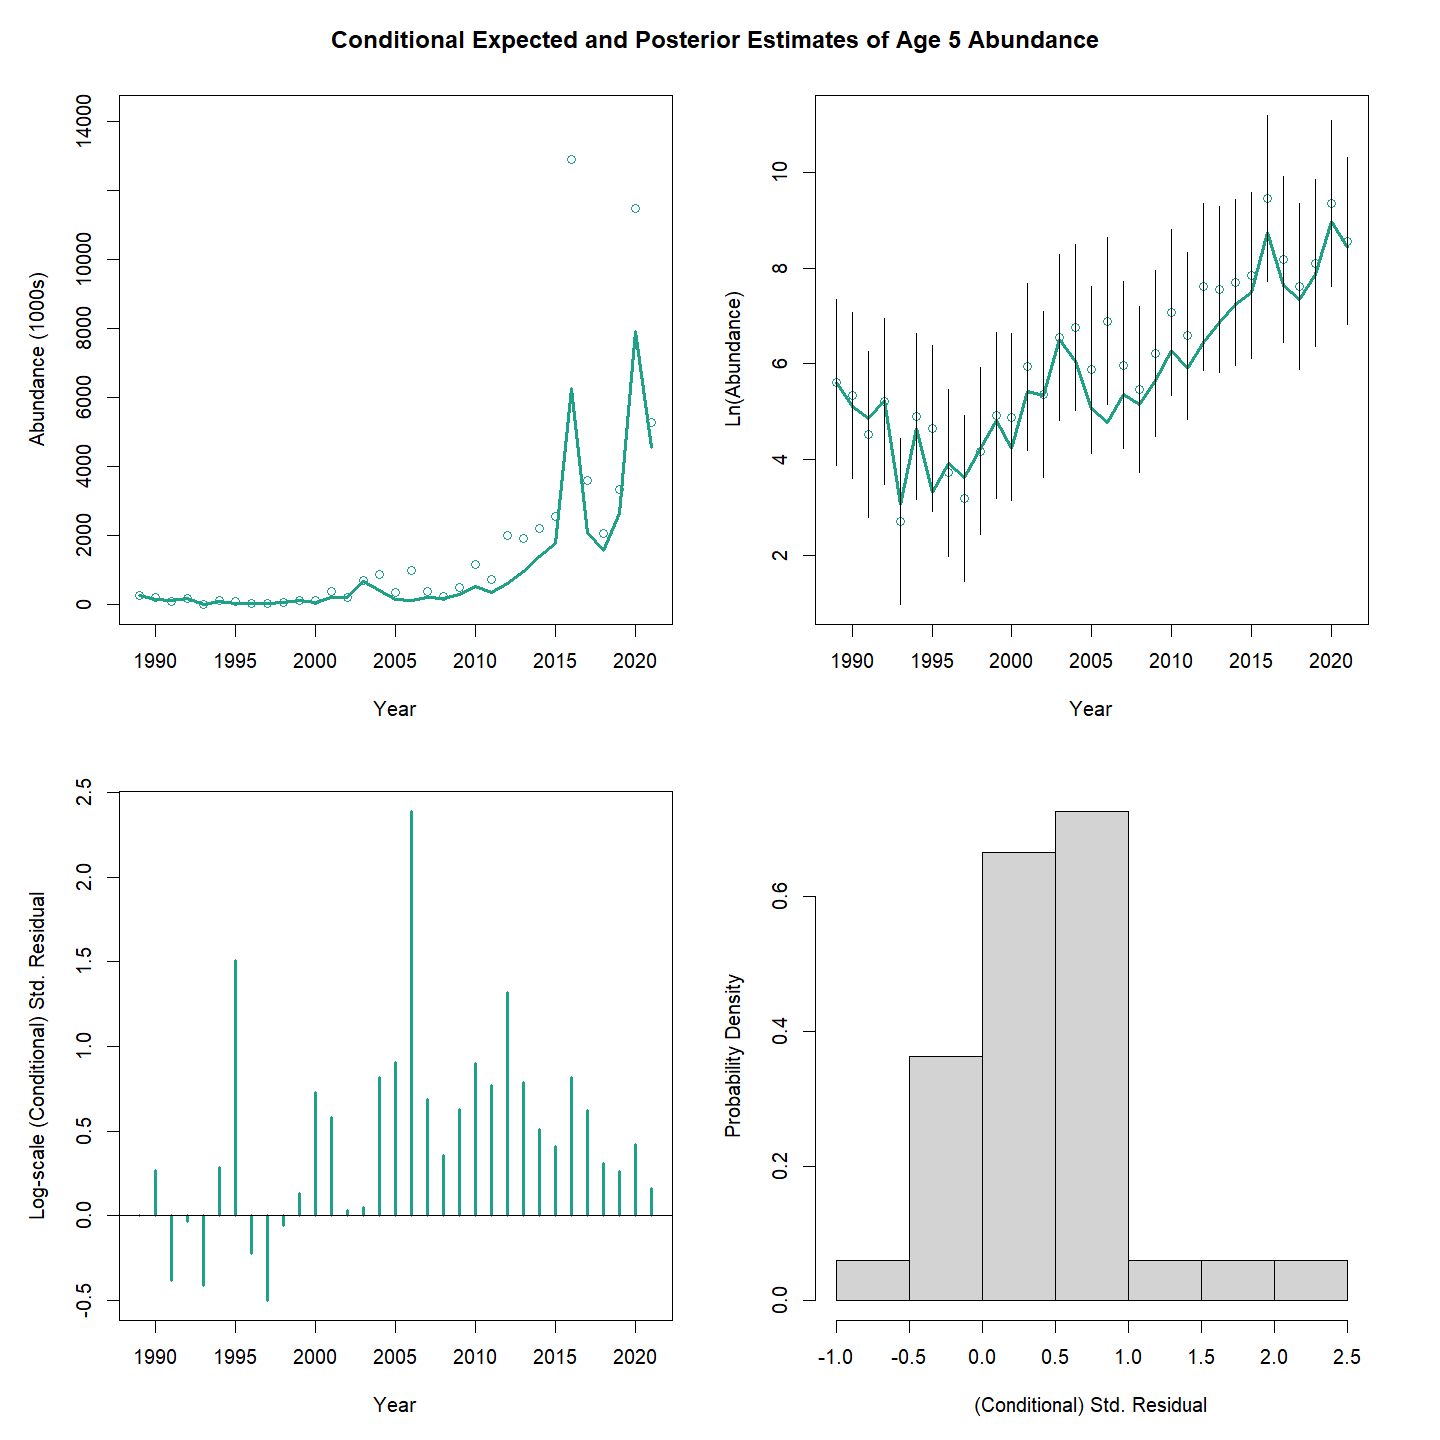 Conditional Expected and Posterior Estimates of Age 5 Abundance
Abundance (1000s)
14000
10000
8000
6000
4000
2000
0
1990 1995 2000 2005 2010 2015 2020
Year
Ln(Abundance)
10
8
6
4
2
1990 1995 2000 2005 2010 2015 2020
Year
Log-scale (Conditional) Std. Residual
2.5
2.0
1.5
1.0
0.5
0.0
-0.5
1990 1995 2000 2005 2010 2015 2020
Year
Probability Density
0.6
0.4
0.2
0.0
-1.0 -0.5 0.0 0.5 1.0 1.5 2.0 2.5
(Conditional) Std. Residual